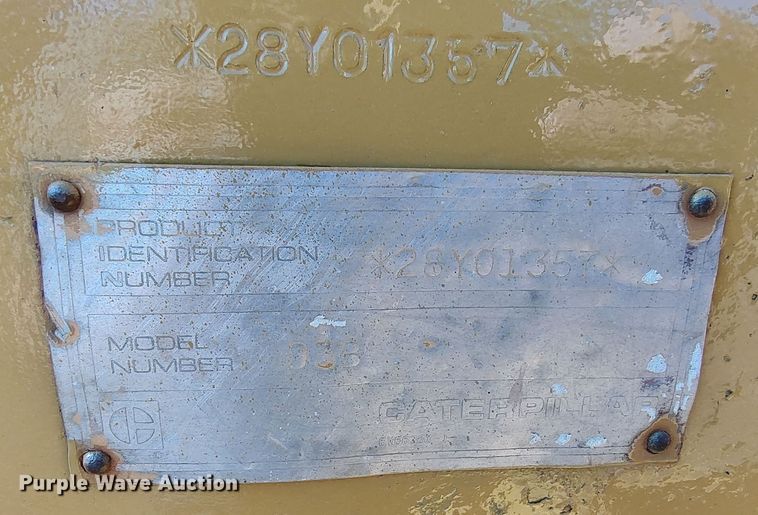 *28Y01357*
PRODUCT
IDENTIFICATION
NUMBER *28Y01357*
MODEL
NUMBER
CATERPILLAR
Purple Wave Auction